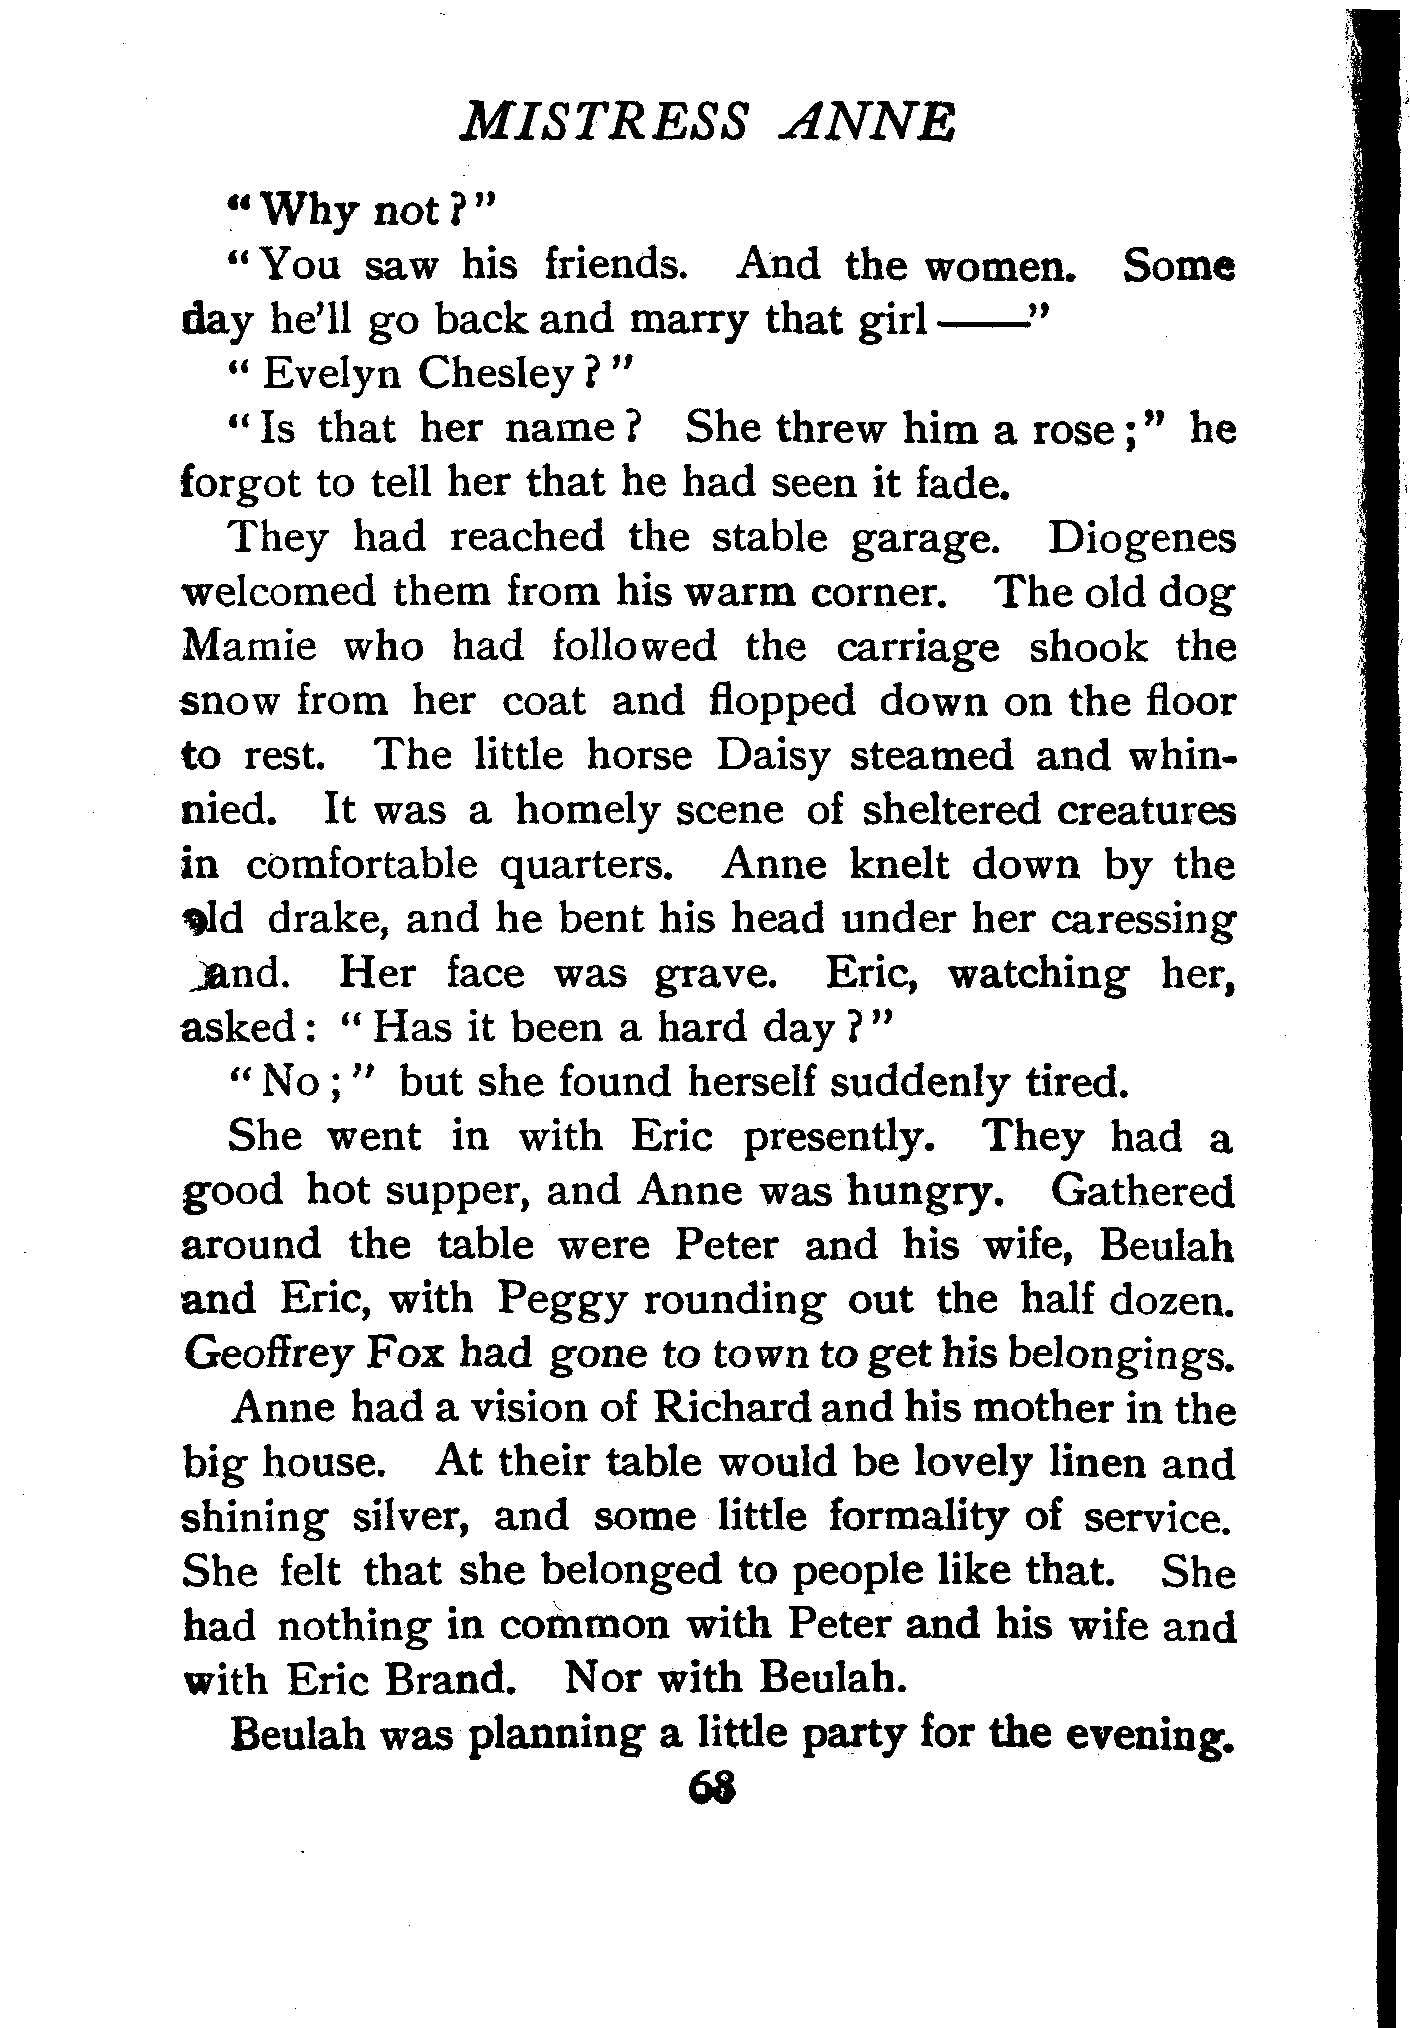 MISTRESS ANNE
"Why not?"
"You saw his friends. And the women. Some
day he'll go back and marry that girl——"
"Evelyn Chesley?"
"Is that her name? She threw him a rose;" he
forgot to tell her that he had seen it fade.
They had reached the stable garage. Diogenes
welcomed them from his warm corner. The old dog
Mamie who had followed the carriage shook the
snow from her coat and flopped down on the floor
to rest. The little horse Daisy steamed and whin-
nied. It was a homely scene of sheltered creatures
in comfortable quarters. Anne knelt down by the
old drake, and he bent his head under her caressing
Her face was grave. Eric, watching her,
asked: "Has it been a hard day?"
"No;" but she found herself suddenly tired.
She went in with Eric presently. They had a
good hot supper, and Anne was hungry. Gathered
around the table were Peter and his wife, Beulah
and Eric, with Peggy rounding out the half dozen.
Geoffrey Fox had gone to town to get his belongings.
Anne had a vision of Richard and his mother in the
big house. At their table would be lovely linen and
shining silver, and some little formality of service.
She felt that she belonged to people like that. She
had nothing in common with Peter and his wife and
with Eric Brand. Nor with Beulah.
Beulah was planning a little party for the evening.
68